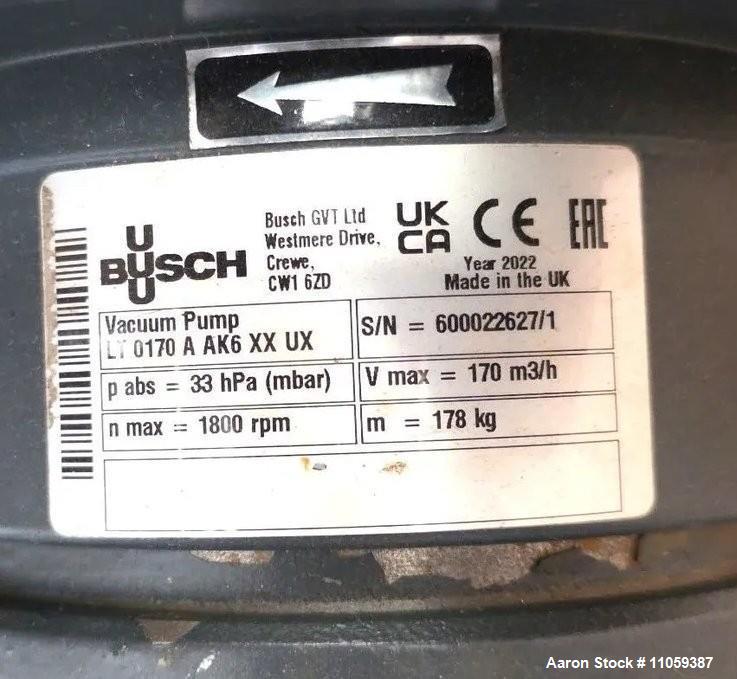 BUSCH
Busch GVT Ltd
Westmere Drive,
Crewe,
CW1 6ZD
UK
CA
CE
EAC
Year 2022
Made in the UK
Vacuum Pump
LT 0170 A AK6 XX UX
S/N = 600022627/1
p abs = 33 hPa (mbar)
V max = 170 m3/h
n max = 1800 rpm
m = 178 kg
Aaron Stock # 11059387